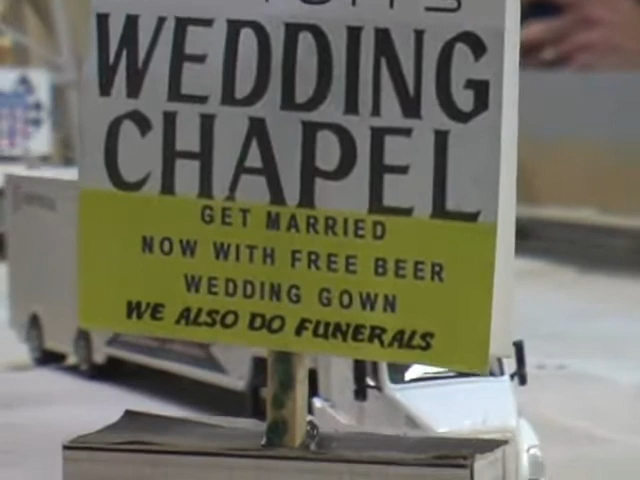 WEDDING
CHAPEL
GET MARRIED
NOW WITH FREE BEER
WEDDING GOWN
WE ALSO DO FUNERALS